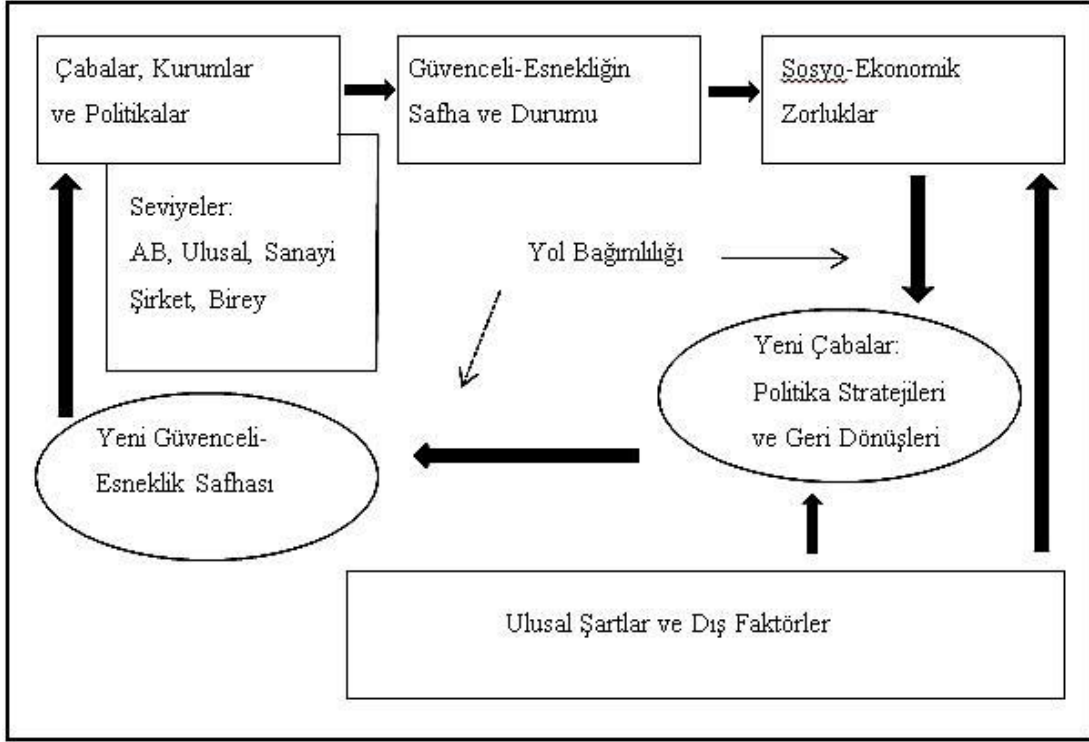 Çabalar, Kurumlar
ve Politikalar
Güvenceli-Esnekliğin
Safha ve Durumu
Sosyo-Ekonomik
Zorluklar
Seviyeler:
AB, Ulusal, Sanayi
Şirket, Birey
Yol Bağımlılığı
Yeni Çabalar:
Politika Stratejileri
ve Geri Dönüşleri
Yeni Güvenceli-
Esneklik Safhası
Ulusal Şartlar ve Dış Faktörler